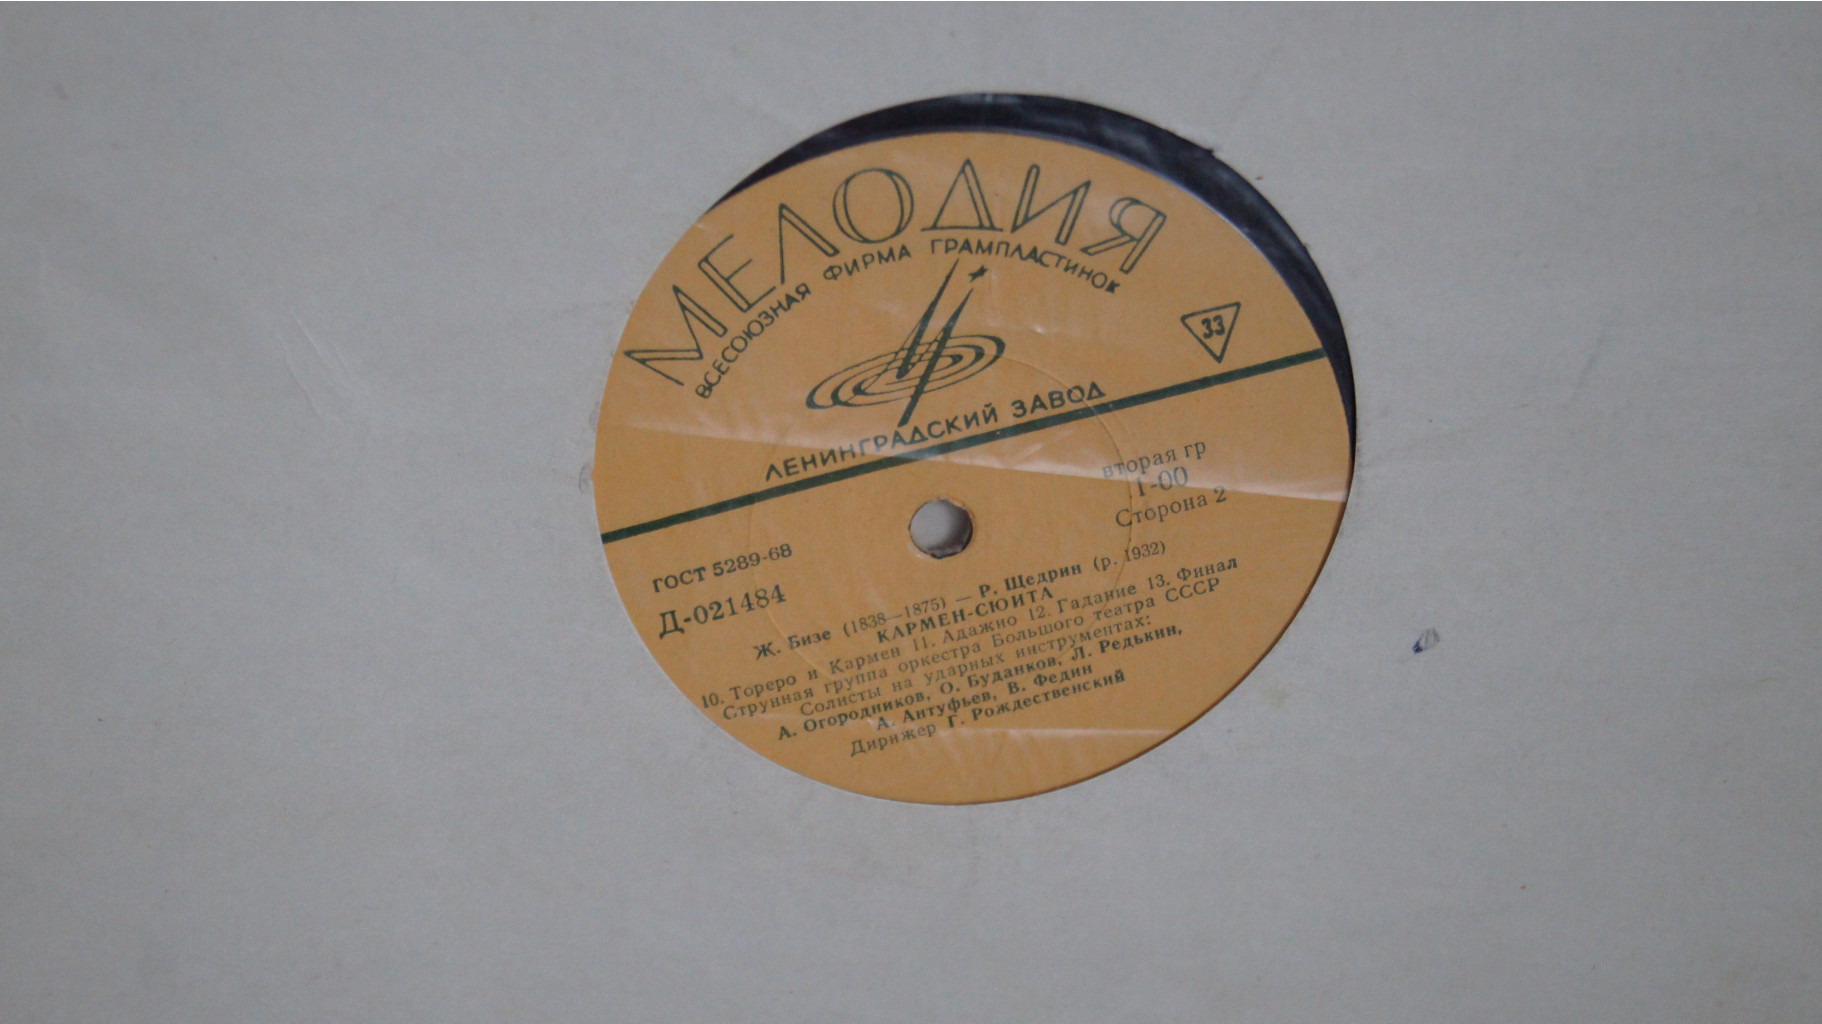 МЕЛОДИЯ
ВСЕСОЮЗНАЯ ФИРМА ГРАМПЛАСТИНОК
33
ЛЕНИНГРАДСКИЙ ЗАВОД
вторая гр
1-00
Сторона 2
ГОСТ 5289-68
Д-021484
Ж. Бизе (1838—1875) — Р. Щедрин (р. 1932)
КАРМЕН-СЮИТА
10. Тореро и Кармен 11. Адажио 12. Гадание 13. Финал
Струнная группа оркестра Большого театра СССР
Солисты на ударных инструментах:
А. Огородников, О. Буданков, Л. Редькин,
А. Антуфьев, В. Федин
Дирижер Г. Рождественский